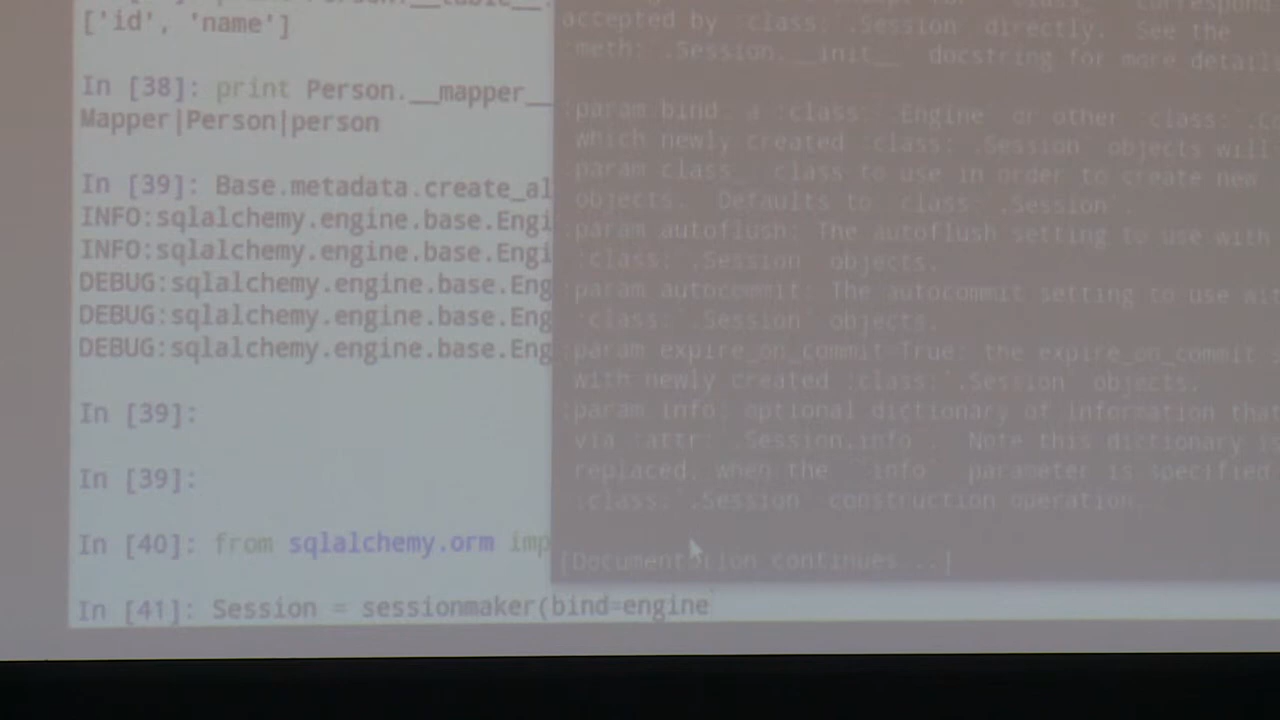 ['id', 'name']
In [38]: print Person.__mapper__
Mapper|Person|person
In [39]: Base.metadata.create_al
INFO:sqlalchemy.engine.base.Engi
INFO:sqlalchemy.engine.base.Engi
DEBUG:sqlalchemy.engine.base.Eng
DEBUG:sqlalchemy.engine.base.Eng
DEBUG:sqlalchemy.engine.base.Eng
In [39]:
In [39]:
In [40]: from sqlalchemy.orm imp
In [41]: Session = sessionmaker(bind=engine
accepted by :class:`.Session` directly. See the
:meth:`.Session.__init__` docstring for more detail
:param bind: a :class:`.Engine` or other :class:
which newly created :class:`.Session` objects will
:param class_: class to use in order to create new
objects. Defaults to :class:`.Session`.
:param autoflush: The autoflush setting to use with
:class:`.Session` objects.
:param autocommit: The autocommit setting to use wi
:class:`.Session` objects.
:param expire_on_commit=True: the expire_on_commit
with newly created :class:`.Session` objects.
:param info: optional dictionary of information tha
via :attr:`.Session.info`. Note this dictionary is
replaced, when the ``info`` parameter is specified
:class:`.Session` construction operation.
[Documentation continues...]